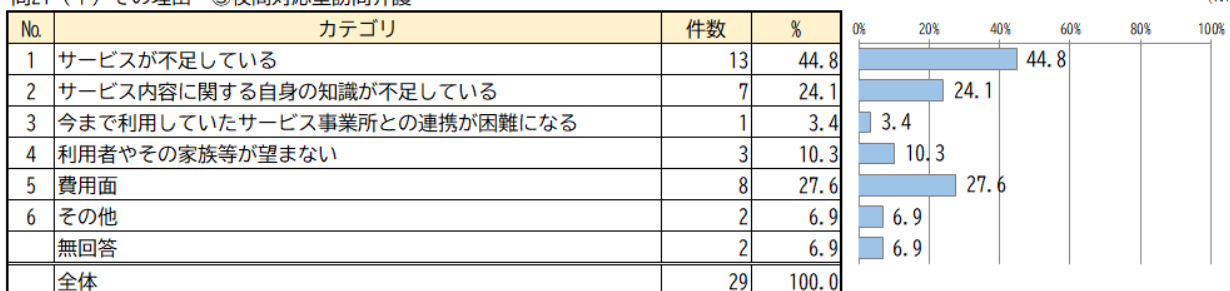 No. カテゴリ 件数 % 0% 20% 40% 60% 80% 100%
1 サービスが不足している 13 44.8 44.8
2 サービス内容に関する自身の知識が不足している 7 24.1 24.1
3 今まで利用していたサービス事業所との連携が困難になる 1 3.4 3.4
4 利用者やその家族等が望まない 3 10.3 10.3
5 費用面 8 27.6 27.6
6 その他 2 6.9 6.9
無回答 2 6.9 6.9
全体 29 100.0